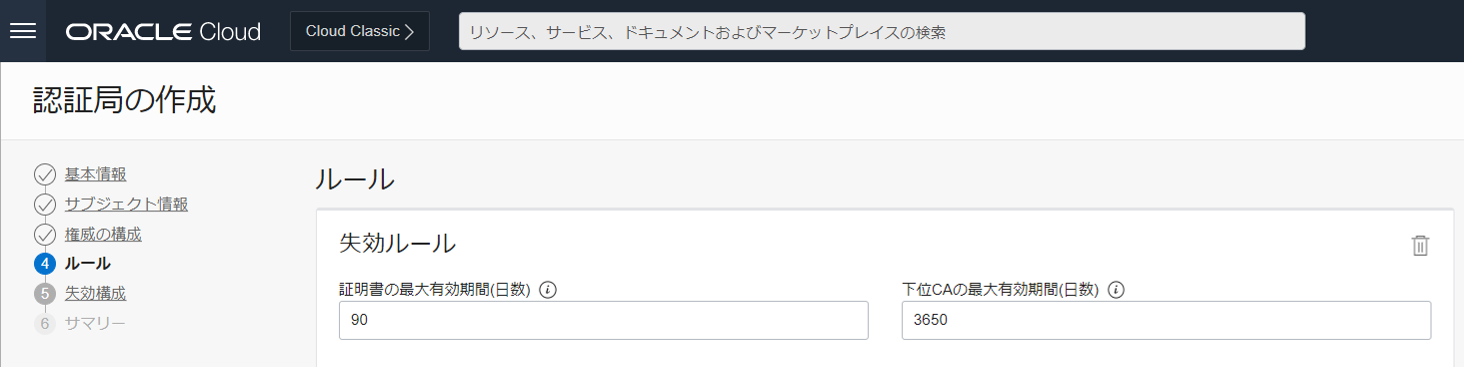 ORACLE Cloud
Cloud Classic
リソース、サービス、ドキュメントおよびマーケットプレイスの検索
認証局の作成
基本情報
サブジェクト情報
権威の構成
4 ルール
5 失効構成
6 サマリー
ルール
失効ルール
証明書の最大有効期間(日数)
90
下位CAの最大有効期間(日数)
3650